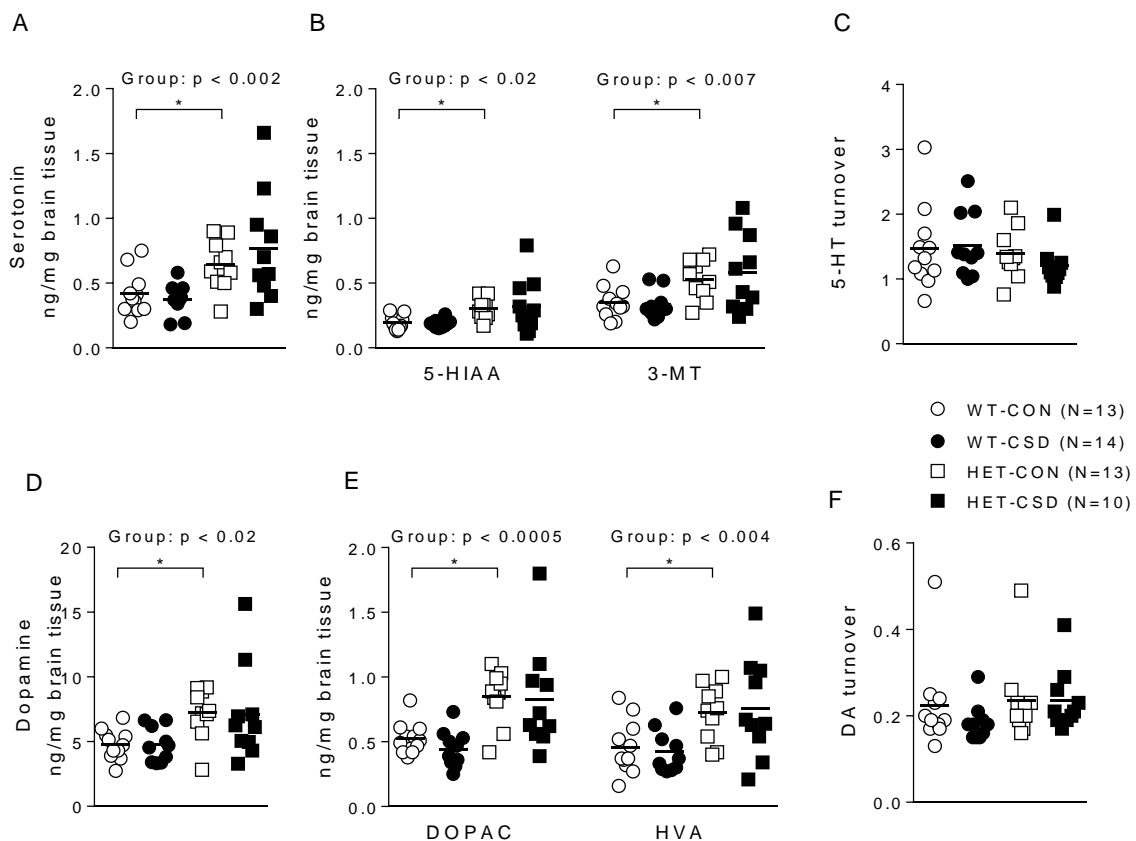 A
B
C
Group: p < 0.002
Group: p < 0.02
Group: p < 0.007
*
*
*
2.0
1.5
1.0
0.5
0.0
Serotonin
ng/mg brain tissue
2.0
1.5
1.0
0.5
0.0
ng/mg brain tissue
5-HIAA
3-MT
4
3
2
1
0
5-HT turnover
WT-CON (N=13)
WT-CSD (N=14)
HET-CON (N=13)
HET-CSD (N=10)
D
E
F
Group: p < 0.02
Group: p < 0.0005
Group: p < 0.004
*
*
*
20
15
10
5
0
Dopamine
ng/mg brain tissue
2.0
1.5
1.0
0.5
0.0
ng/mg brain tissue
DOPAC
HVA
0.6
0.4
0.2
0.0
DA turnover